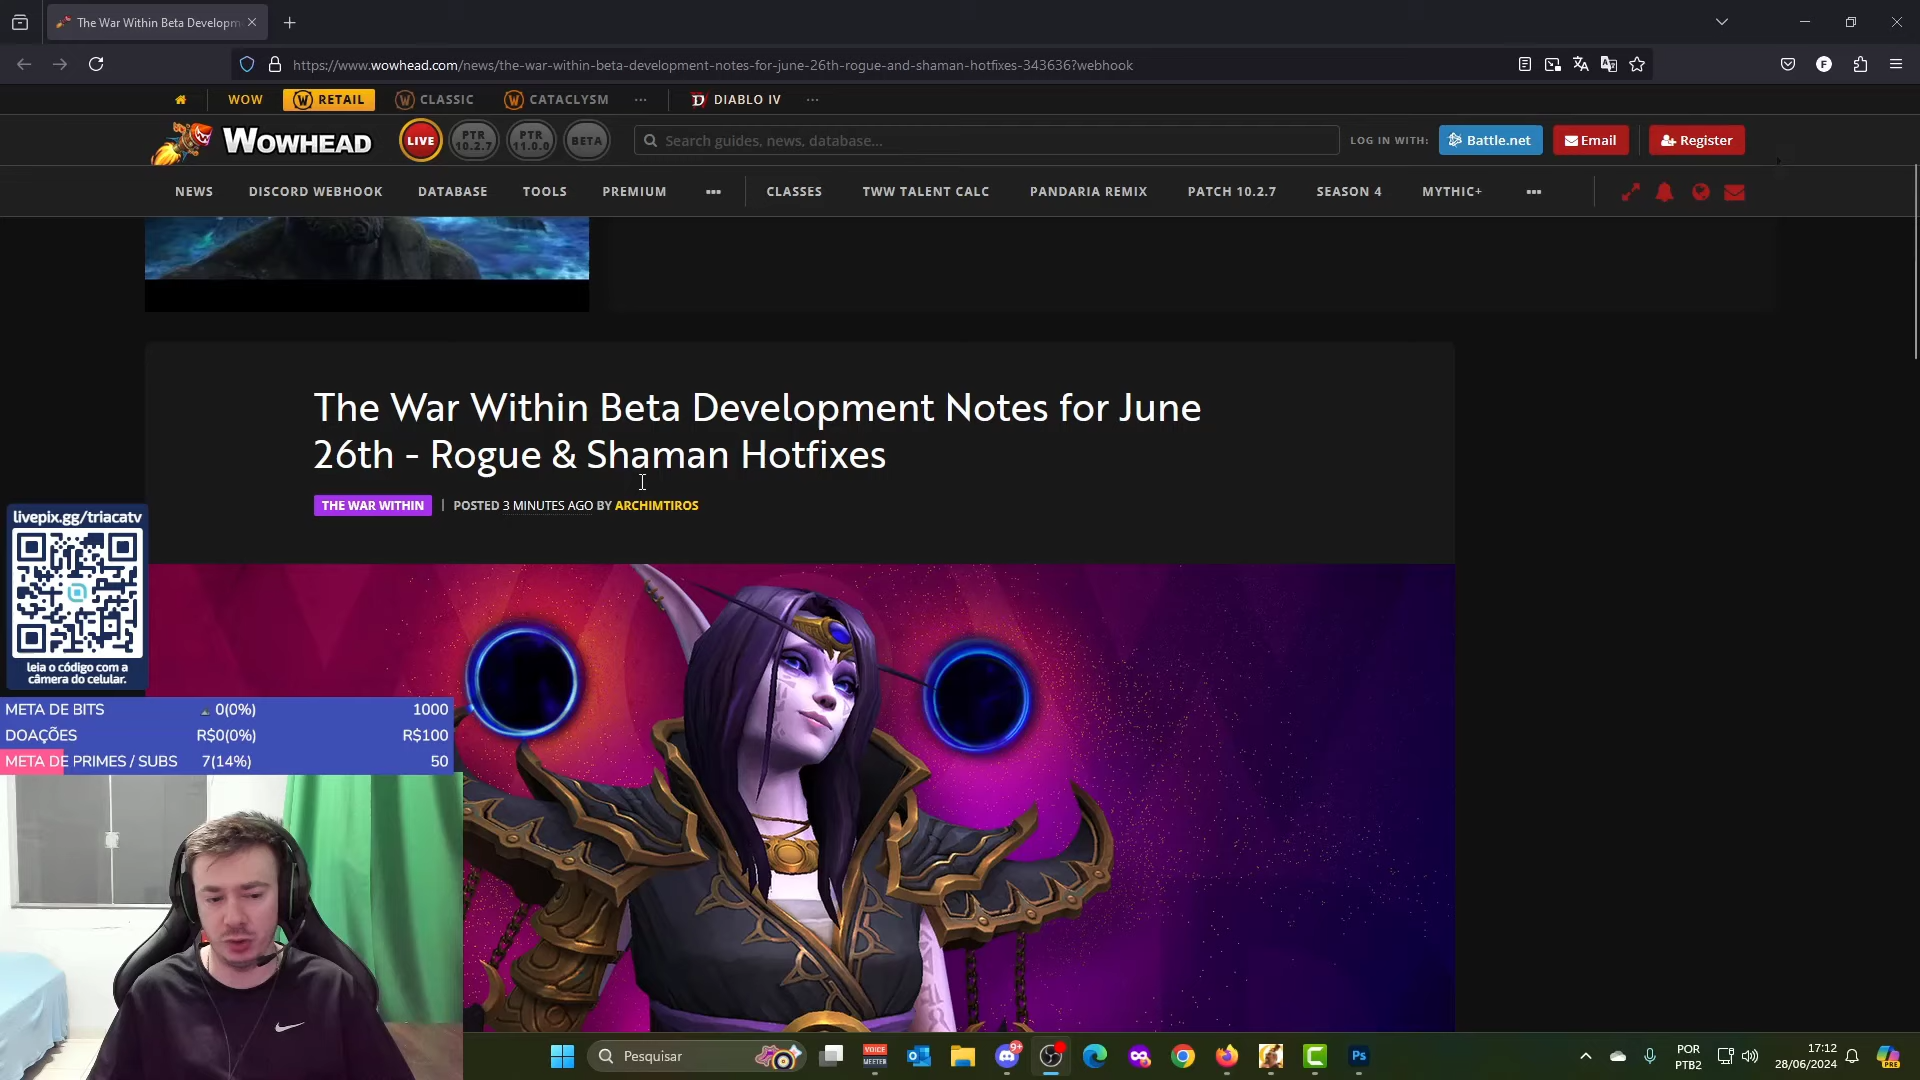 The War Within Beta Developm
https://www.wowhead.com/news/the-war-within-beta-development-notes-for-june-26th-rogue-and-shaman-hotfixes-343636?webhook
WOW
RETAIL
CLASSIC
CATACLYSM
DIABLO IV
WOWHEAD
LIVE
PTR 10.2.7
PTR 11.0.0
BETA
Search guides, news, database...
LOG IN WITH:
Battle.net
Email
Register
NEWS
DISCORD WEBHOOK
DATABASE
TOOLS
PREMIUM
CLASSES
TWW TALENT CALC
PANDARIA REMIX
PATCH 10.2.7
SEASON 4
MYTHIC+
The War Within Beta Development Notes for June
26th - Rogue & Shaman Hotfixes
THE WAR WITHIN | POSTED 3 MINUTES AGO BY ARCHIMTIROS
livepix.gg/triacatv
leia o código com a
câmera do celular.
META DE BITS 0(0%) 1000
DOAÇÕES R$0(0%) R$100
META DE PRIMES / SUBS 7(14%) 50
Pesquisar
VOICE
MEETER
9+
Ps
POR
PTB2
17:12
28/06/2024
PRE